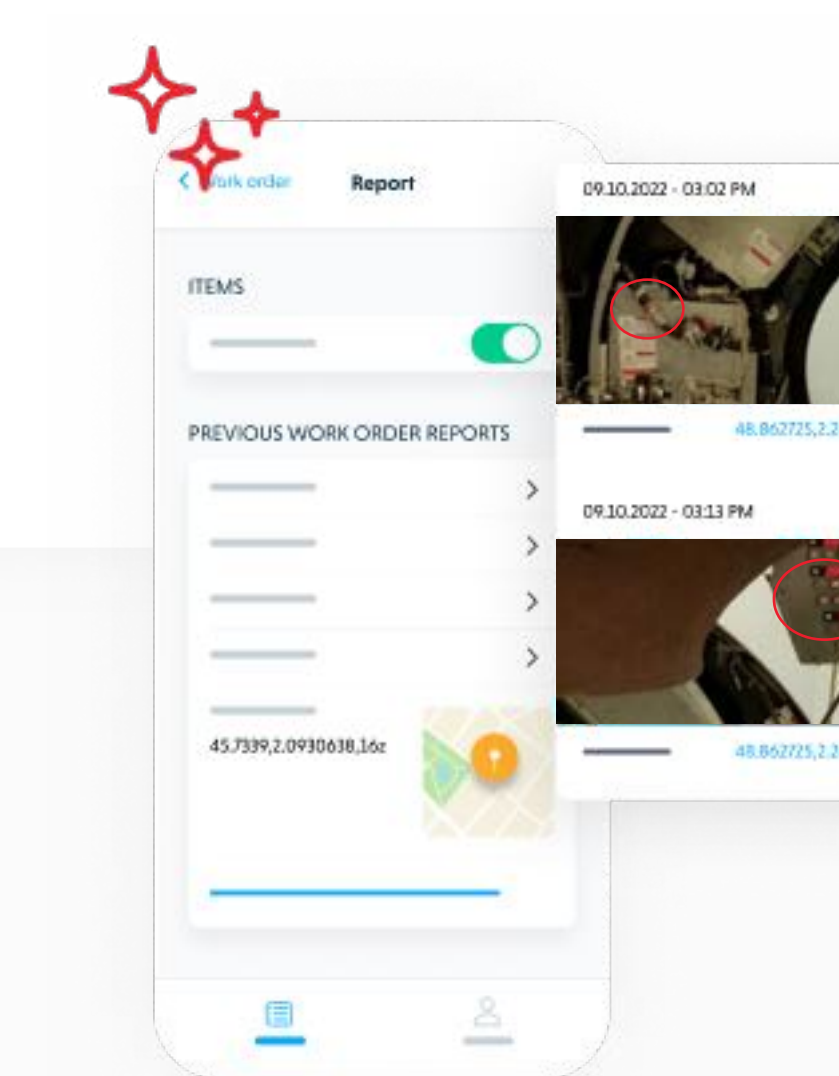 Work order
Report
ITEMS
PREVIOUS WORK ORDER REPORTS
45.7339,2.0930638,16z
09.10.2022 - 03:02 PM
48.862725,2.2
09.10.2022 - 03:13 PM
48.862725,2.2